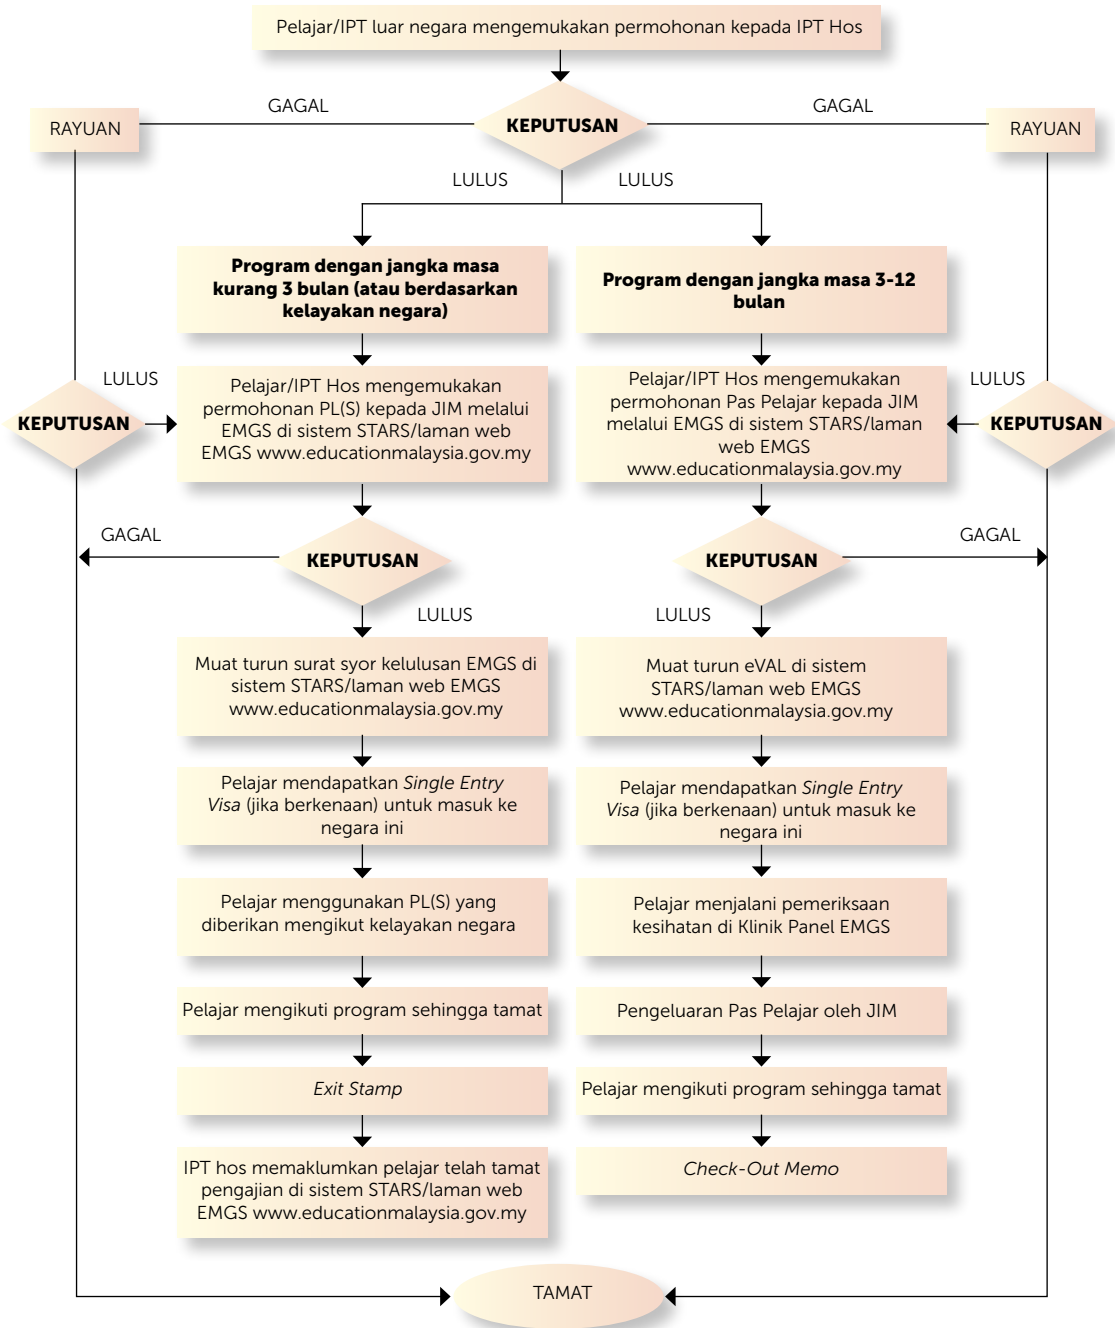 Pelajar/IPT luar negara mengemukakan permohonan kepada IPT Hos
GAGAL
GAGAL
RAYUAN
KEPUTUSAN
RAYUAN
LULUS
LULUS
Program dengan jangka masa
kurang 3 bulan (atau berdasarkan
kelayakan negara)
Program dengan jangka masa 3-12
bulan
LULUS
KEPUTUSAN
Pelajar/IPT Hos mengemukakan
permohonan PL(S) kepada JIM melalui
EMGS di sistem STARS/laman web
EMGS www.educationmalaysia.gov.my
Pelajar/IPT Hos mengemukakan
permohonan Pas Pelajar kepada JIM
melalui EMGS di sistem STARS/laman
web EMGS
www.educationmalaysia.gov.my
LULUS
KEPUTUSAN
GAGAL
KEPUTUSAN
KEPUTUSAN
GAGAL
LULUS
LULUS
Muat turun surat syor kelulusan EMGS di
sistem STARS/laman web EMGS
www.educationmalaysia.gov.my
Muat turun eVAL di sistem
STARS/laman web EMGS
www.educationmalaysia.gov.my
Pelajar mendapatkan Single Entry
Visa (jika berkenaan) untuk masuk ke
negara ini
Pelajar mendapatkan Single Entry
Visa (jika berkenaan) untuk masuk ke
negara ini
Pelajar menggunakan PL(S) yang
diberikan mengikut kelayakan negara
Pelajar menjalani pemeriksaan
kesihatan di Klinik Panel EMGS
Pelajar mengikuti program sehingga tamat
Pengeluaran Pas Pelajar oleh JIM
Exit Stamp
Pelajar mengikuti program sehingga tamat
IPT hos memaklumkan pelajar telah tamat
pengajian di sistem STARS/laman web
EMGS www.educationmalaysia.gov.my
Check-Out Memo
TAMAT